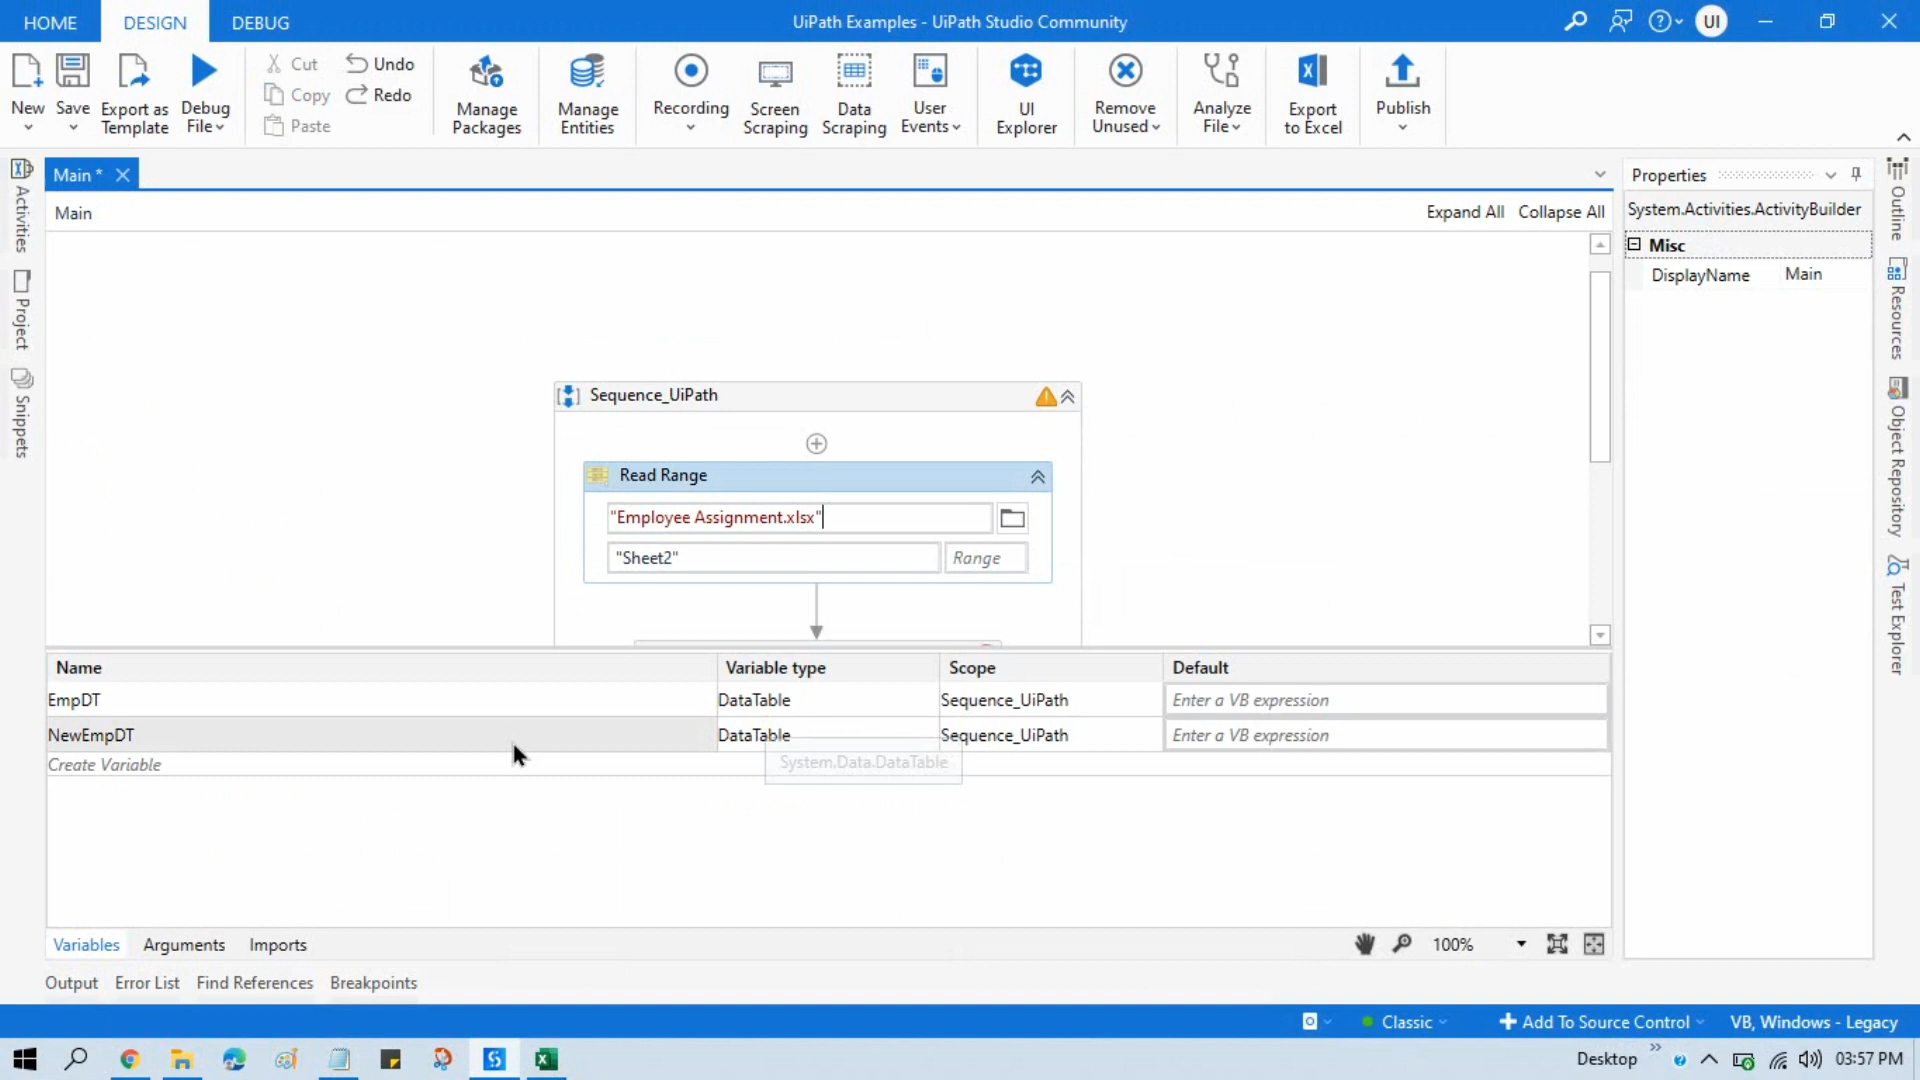 HOME DESIGN DEBUG UiPath Examples - UiPath Studio Community UI
New
Save
Export as
Template
Debug
File
Cut
Copy
Paste
Undo
Redo
Manage
Packages
Manage
Entities
Recording
Screen
Scraping
Data
Scraping
User
Events
UI
Explorer
Remove
Unused
Analyze
File
Export
to Excel
Publish
Activities
Project
Snippets
Main *
Main Expand All Collapse All
Sequence_UiPath
Read Range
"Employee Assignment.xlsx"
"Sheet2" Range
Name Variable type Scope Default
EmpDT DataTable Sequence_UiPath Enter a VB expression
NewEmpDT DataTable Sequence_UiPath Enter a VB expression
Create Variable
System.Data.DataTable
Variables Arguments Imports 100%
Output Error List Find References Breakpoints
Properties
System.Activities.ActivityBuilder
Misc
DisplayName Main
Outline
Resources
Object Repository
Test Explorer
Classic Add To Source Control VB, Windows - Legacy
Desktop 03:57 PM